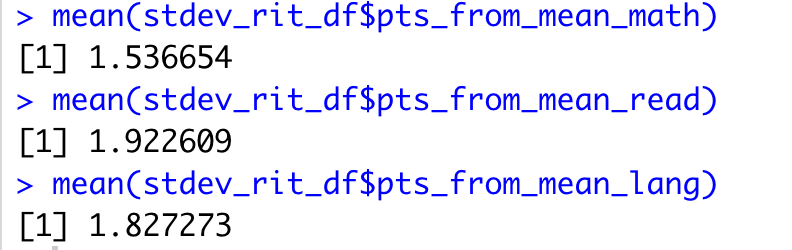 > mean(stdev_rit_df$pts_from_mean_math)
[1] 1.536654
> mean(stdev_rit_df$pts_from_mean_read)
[1] 1.922609
> mean(stdev_rit_df$pts_from_mean_lang)
[1] 1.827273